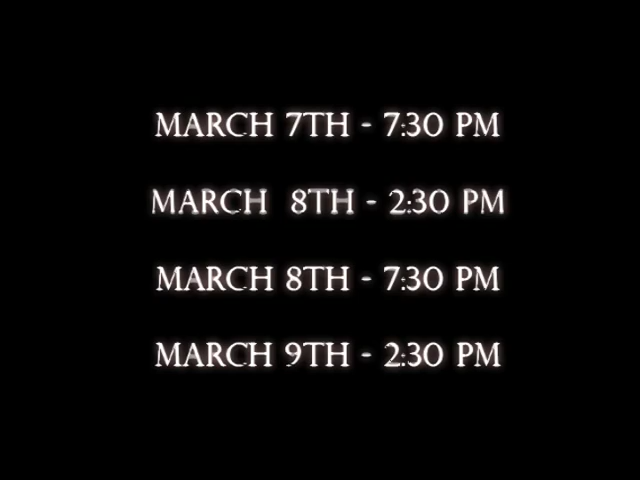 MARCH 7TH - 7:30 PM
MARCH 8TH - 2:30 PM
MARCH 8TH - 7:30 PM
MARCH 9TH - 2:30 PM